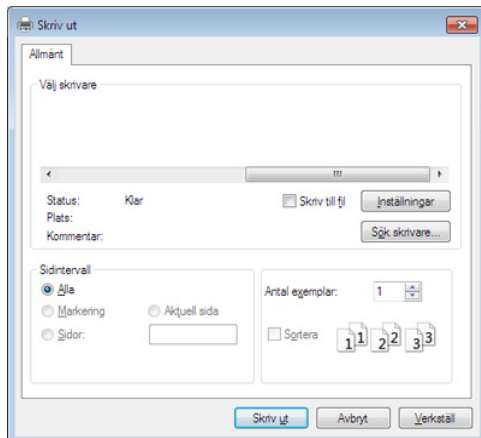 Skriv ut
Allmänt
Välj skrivare
Status: Klar
Skriv till fil
Inställningar
Plats:
Kommentar:
Sök skrivare...
Sidintervall
Alla
Markering
Aktuell sida
Sidor:
Antal exemplar: 1
Sortera
1 1 2 2 3 3
Skriv ut
Avbryt
Verkställ